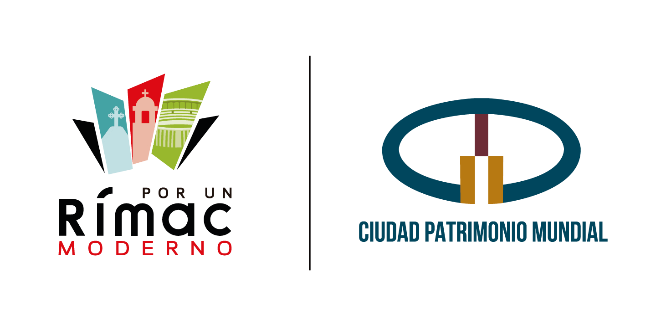 POR UN
Rímac
MODERNO
CIUDAD PATRIMONIO MUNDIAL